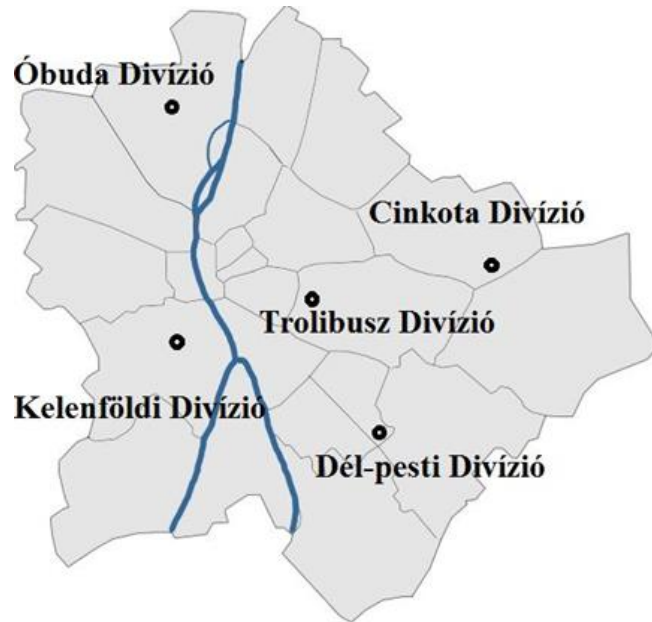 Óbuda Divízió
Cinkota Divízió
Trolibusz Divízió
Kelenföldi Divízió
Dél-pesti Divízió